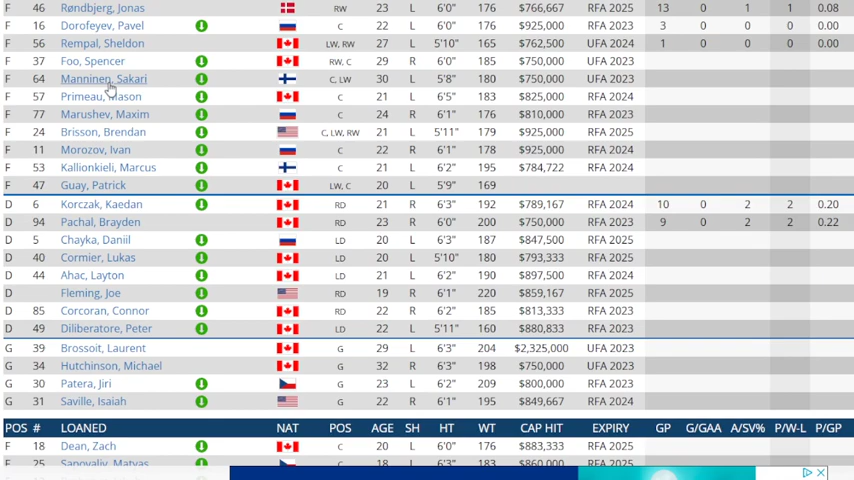 F 46 Røndbjerg, Jonas RW 23 L 6'0" 176 $766,667 RFA 2025 13 0 1 1 0.08
F 16 Dorofeyev, Pavel C 22 L 6'0" 176 $925,000 RFA 2023 3 0 0 0 0.00
F 56 Rempal, Sheldon LW, RW 27 L 5'10" 165 $762,500 UFA 2024 1 0 0 0 0.00
F 37 Foo, Spencer RW, C 29 R 6'0" 185 $750,000 UFA 2023
F 64 Manninen, Sakari C, LW 30 L 5'8" 180 $750,000 UFA 2023
F 57 Primeau, Mason C 21 L 6'5" 183 $825,000 RFA 2024
F 77 Marushev, Maxim C 24 R 6'1" 176 $810,000 RFA 2023
F 24 Brisson, Brendan C, LW, RW 21 L 5'11" 179 $925,000 RFA 2025
F 11 Morozov, Ivan C 22 R 6'1" 178 $925,000 RFA 2024
F 53 Kallionkieli, Marcus C 21 L 6'2" 195 $784,722 RFA 2024
F 47 Guay, Patrick LW, C 20 L 5'9" 169
D 6 Korczak, Kaedan RD 21 R 6'3" 192 $789,167 RFA 2024 10 0 2 2 0.20
D 94 Pachal, Brayden RD 23 R 6'0" 200 $750,000 RFA 2023 9 0 2 2 0.22
D 5 Chayka, Daniil LD 20 L 6'3" 187 $847,500 RFA 2025
D 40 Cormier, Lukas LD 20 L 5'10" 180 $793,333 RFA 2025
D 44 Ahac, Layton LD 21 L 6'2" 190 $897,500 RFA 2024
D Fleming, Joe RD 19 R 6'1" 220 $859,167 RFA 2025
D 85 Corcoran, Connor RD 22 R 6'2" 185 $813,333 RFA 2023
D 49 Diliberatore, Peter LD 22 L 5'11" 160 $880,833 RFA 2023
G 39 Brossoit, Laurent G 29 L 6'3" 204 $2,325,000 UFA 2023
G 34 Hutchinson, Michael G 32 R 6'3" 198 $750,000 UFA 2023
G 30 Patera, Jiri G 23 L 6'2" 209 $800,000 RFA 2023
G 31 Saville, Isaiah G 22 L 6'1" 195 $849,667 RFA 2024
POS # LOANED NAT POS AGE SH HT WT CAP HIT EXPIRY GP G/GAA A/SV% P/W-L P/GP
F 18 Dean, Zach C 20 L 6'0" 176 $883,333 RFA 2025
F 25 Sapovaliv, Matyas C 18 L 6'3" 183 $860,000 RFA 2025